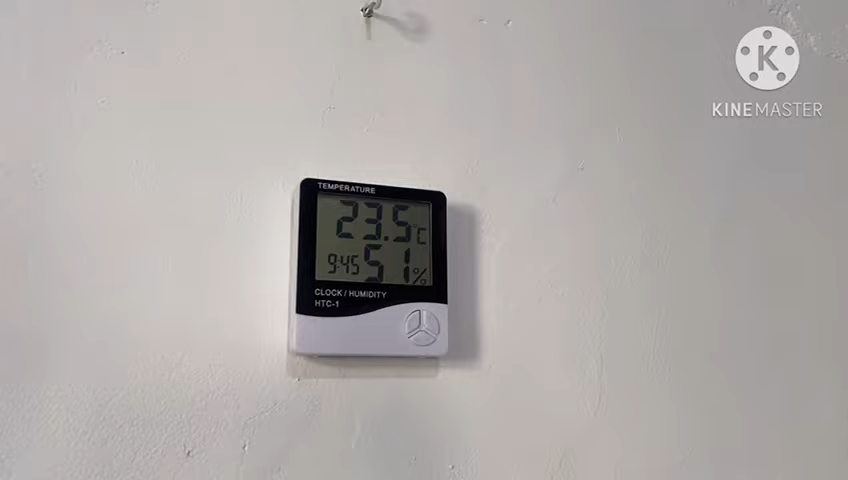 K
KINEMASTER
TEMPERATURE
23.5°C
9:45 51%
CLOCK / HUMIDITY
HTC-1